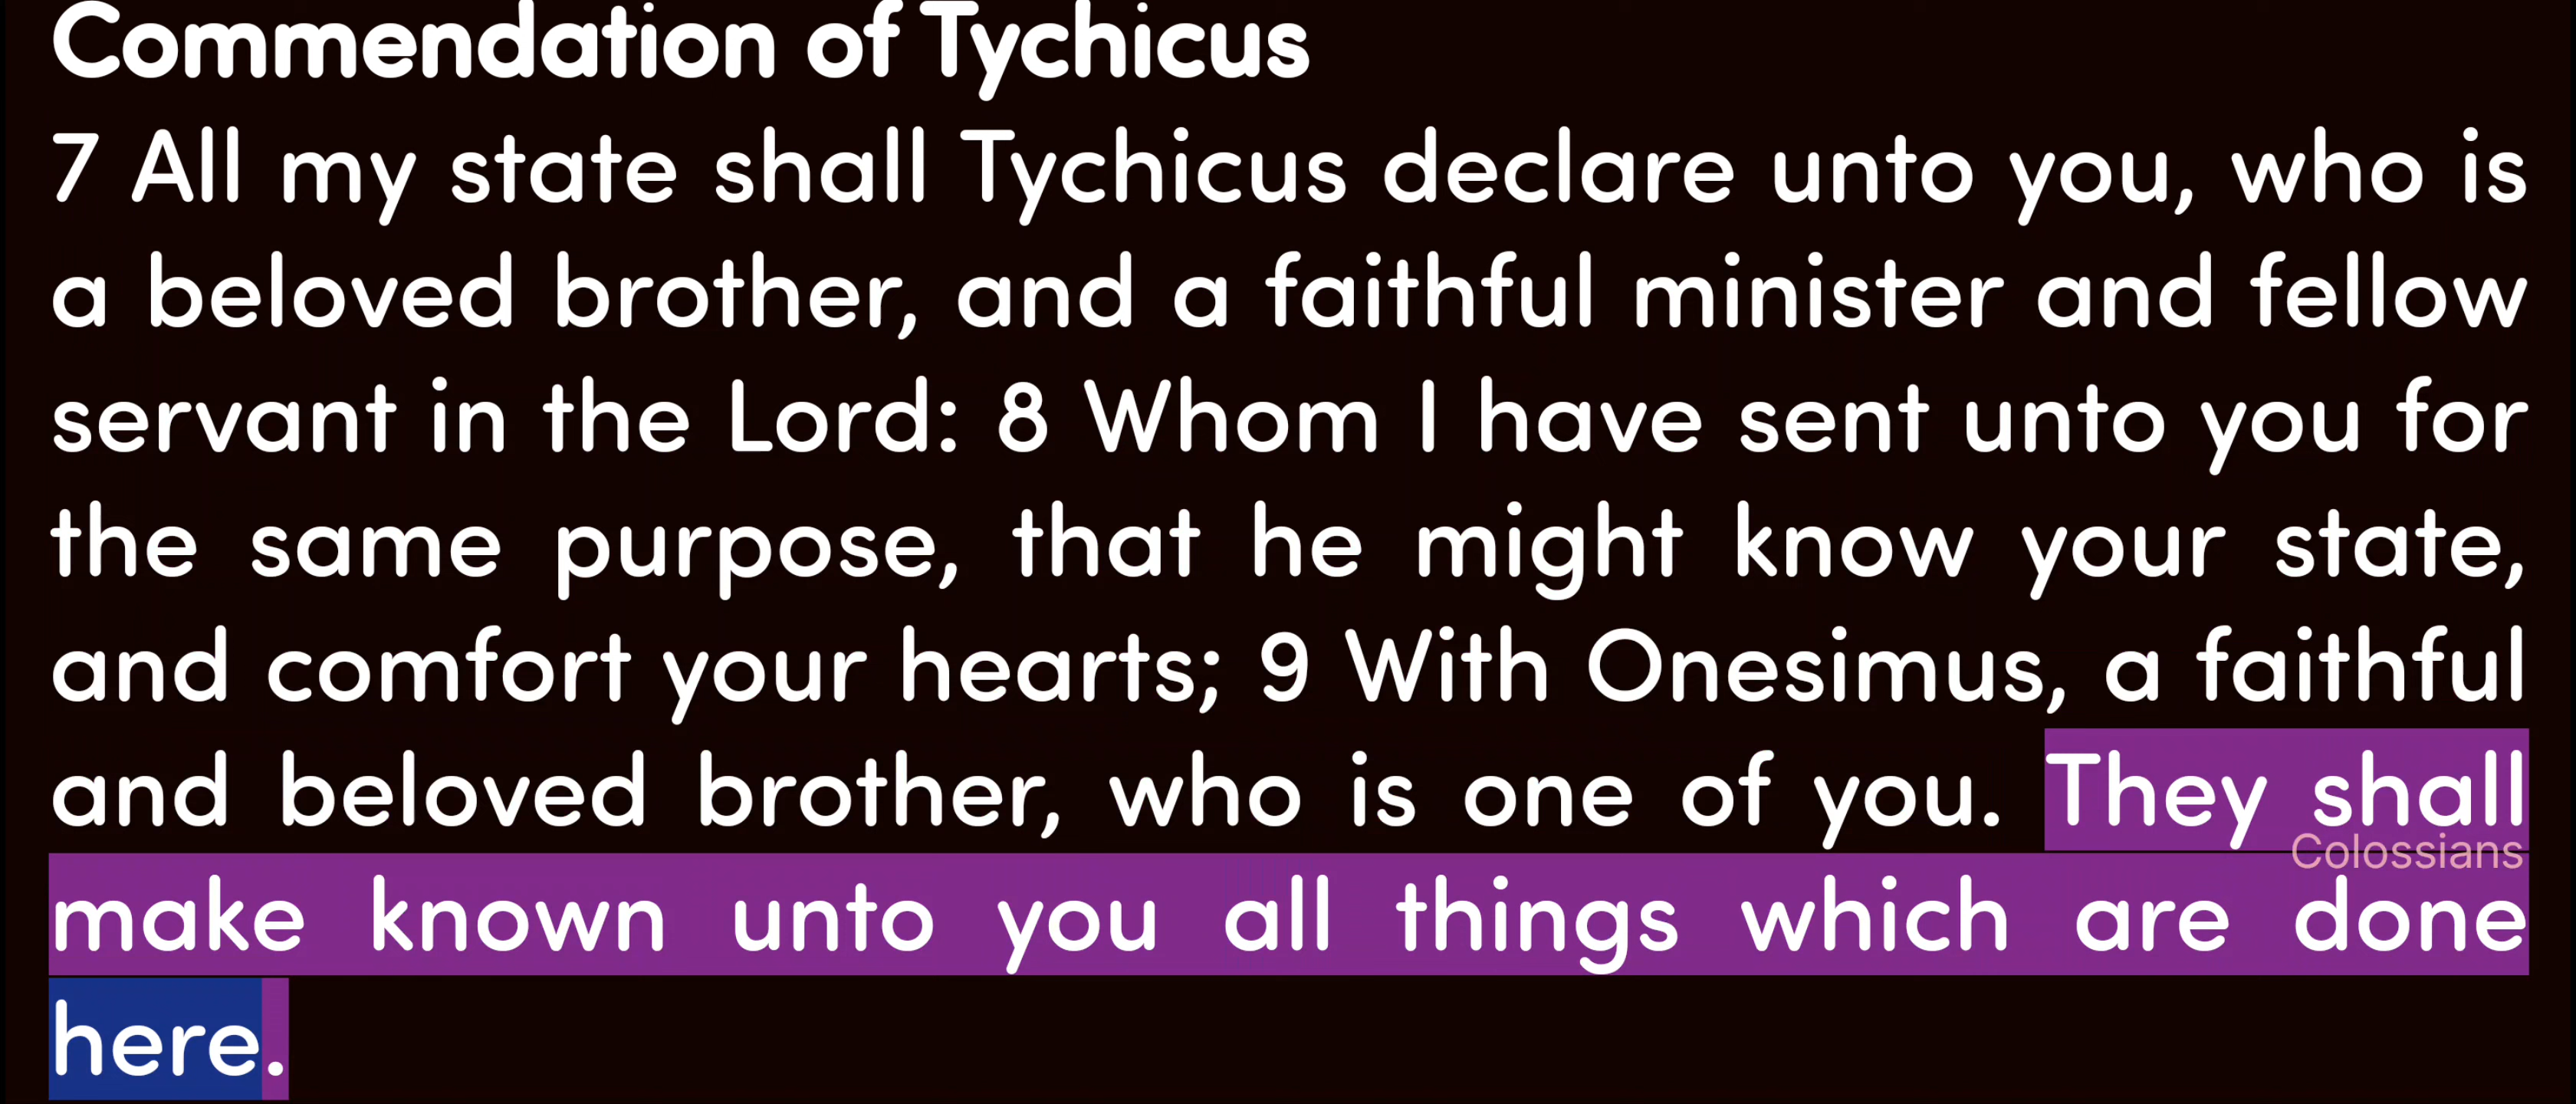 Commendation of Tychicus
7 All my state shall Tychicus declare unto you, who is
a beloved brother, and a faithful minister and fellow
servant in the Lord: 8 Whom I have sent unto you for
the same purpose, that he might know your state,
and comfort your hearts; 9 With Onesimus, a faithful
and beloved brother, who is one of you. They shall
Colossians
make known unto you all things which are done
here.